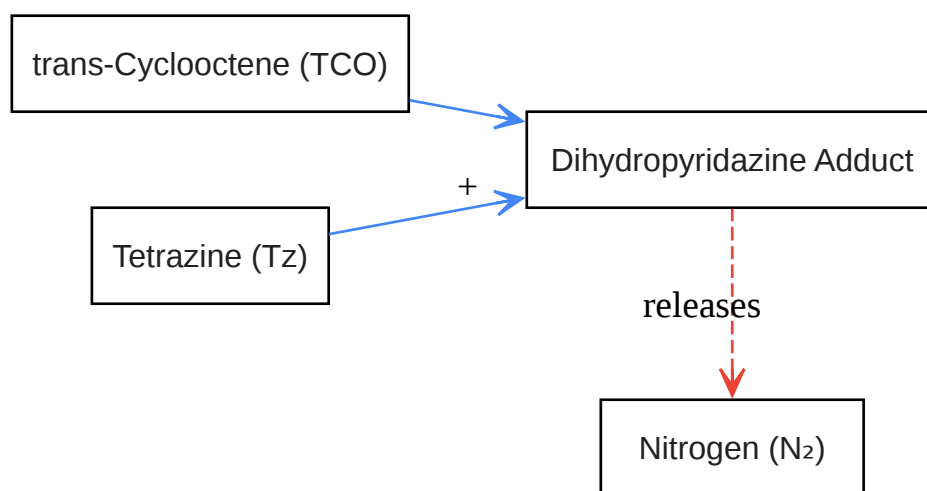 trans-Cyclooctene (TCO)
Dihydropyridazine Adduct
+
Tetrazine (Tz)
releases
Nitrogen (N₂)